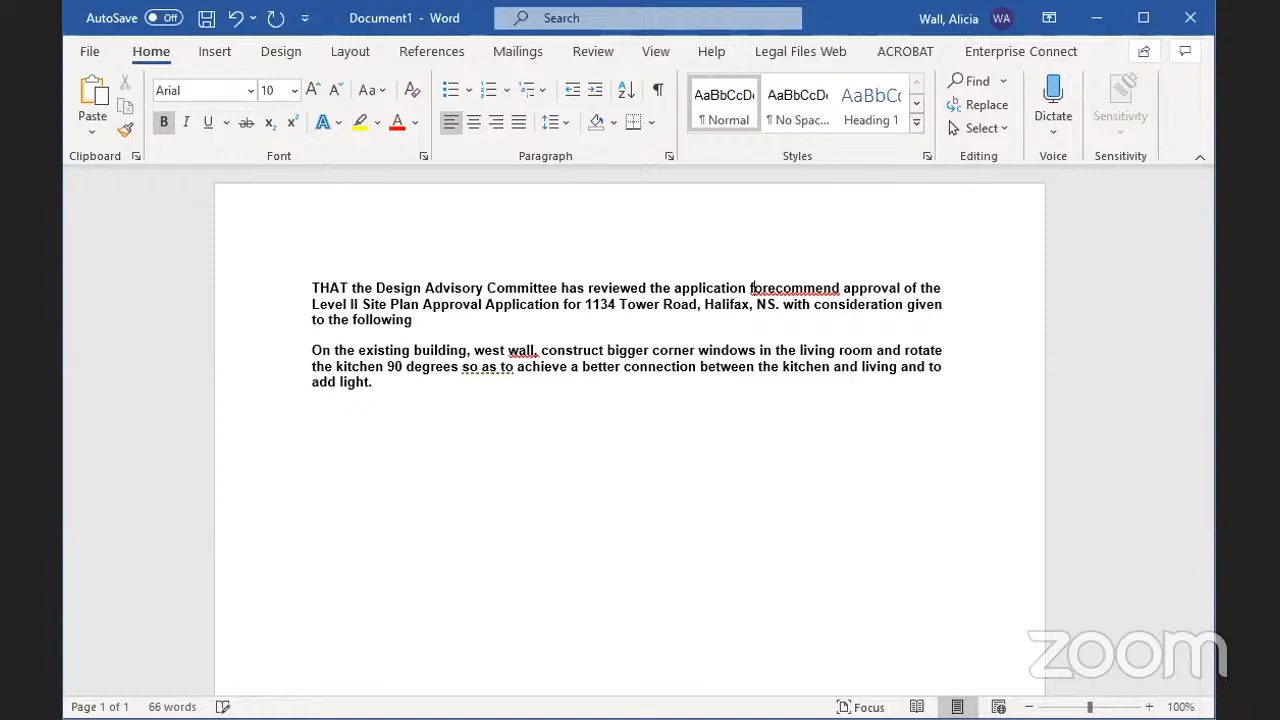 AutoSave Off Document1 - Word Search Wall, Alicia WA
File Home Insert Design Layout References Mailings Review View Help Legal Files Web ACROBAT Enterprise Connect
Paste Arial 10 Aa A
B I U ab x2 x2 A A
AaBbCcDc AaBbCcDc AaBbCc
¶ Normal ¶ No Spac... Heading 1
Find
Replace
Select
Dictate Sensitivity
Clipboard Font Paragraph Styles Editing Voice Sensitivity
THAT the Design Advisory Committee has reviewed the application forecommend approval of the
Level II Site Plan Approval Application for 1134 Tower Road, Halifax, NS. with consideration given
to the following
On the existing building, west wall, construct bigger corner windows in the living room and rotate
the kitchen 90 degrees so as to achieve a better connection between the kitchen and living and to
add light.
zoom
Page 1 of 1 66 words Focus 100%